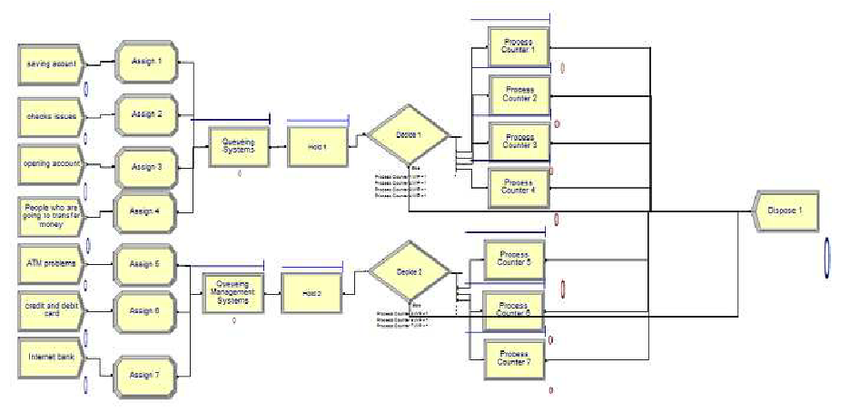 saving acount
Assign 1
checks issues
Assign 2
opening account
Assign 3
People who are
going to transfer
money
Assign 4
Queueing
Systems
0
Hold 1
Decide 1
Else
Process
Counter 1
Process
Counter 2
Process
Counter 3
Process
Counter 4
0
0
0
0
Dispose 1
0
ATM problems
Assign 5
credit and debit
card
Assign 6
Internet bank
Assign 7
Queuing
Management
Systems
0
Hold 2
Decide 2
Else
Process
Counter 5
Process
Counter 6
Process
Counter 7
0
0
0